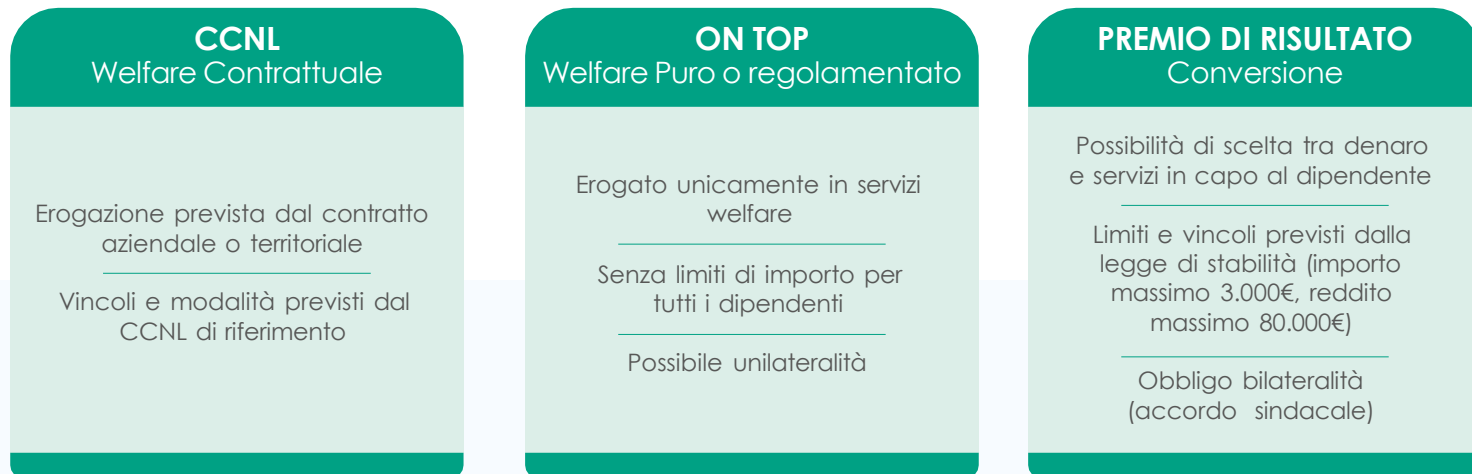 CCNL
Welfare Contrattuale
Erogazione prevista dal contratto
aziendale o territoriale
Vincoli e modalità previsti dal
CCNL di riferimento
ON TOP
Welfare Puro o regolamentato
Erogato unicamente in servizi
welfare
Senza limiti di importo per
tutti i dipendenti
Possibile unilateralità
PREMIO DI RISULTATO
Conversione
Possibilità di scelta tra denaro
e servizi in capo al dipendente
Limiti e vincoli previsti dalla
legge di stabilità (importo
massimo 3.000€, reddito
massimo 80.000€)
Obbligo bilateralità
(accordo sindacale)